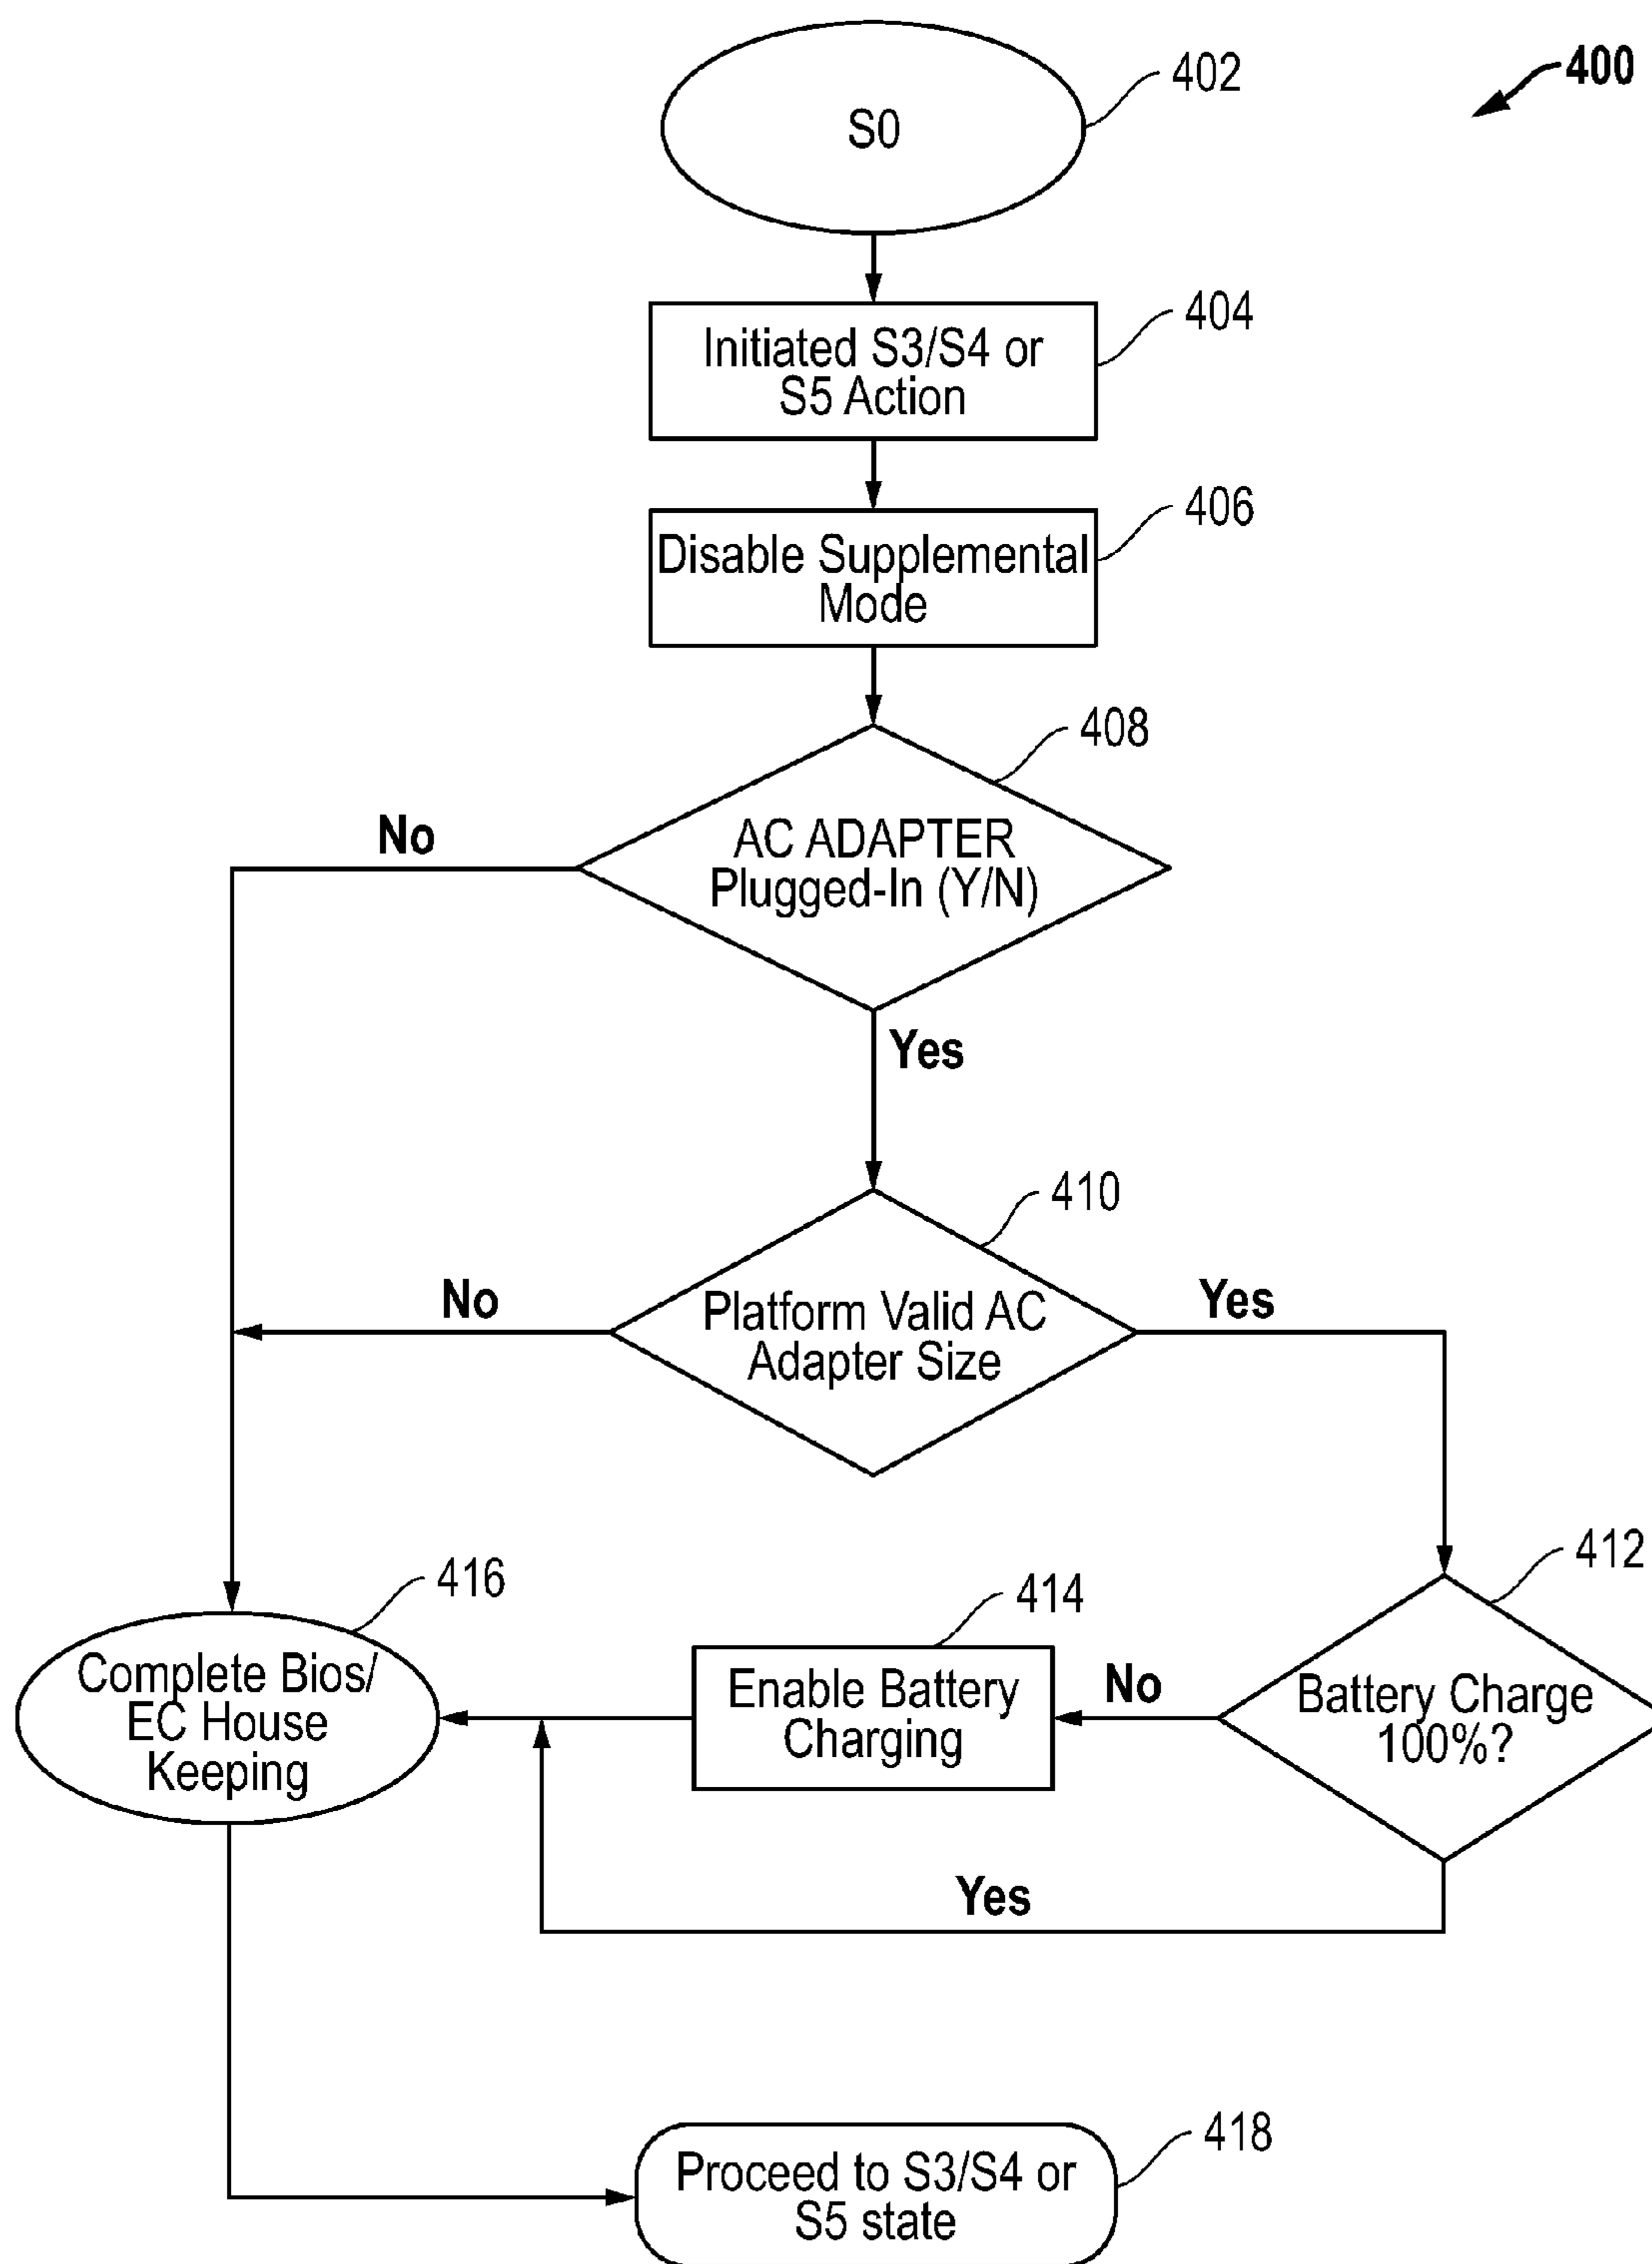 400
402
S0
404
Initiated S3/S4 or
S5 Action
406
Disable Supplemental
Mode
408
No
AC ADAPTER
Plugged-In (Y/N)
Yes
410
No
Platform Valid AC
Adapter Size
Yes
412
416
414
Complete Bios/
EC House
Keeping
Enable Battery
Charging
No
Battery Charge
100%?
Yes
418
Proceed to S3/S4 or
S5 state